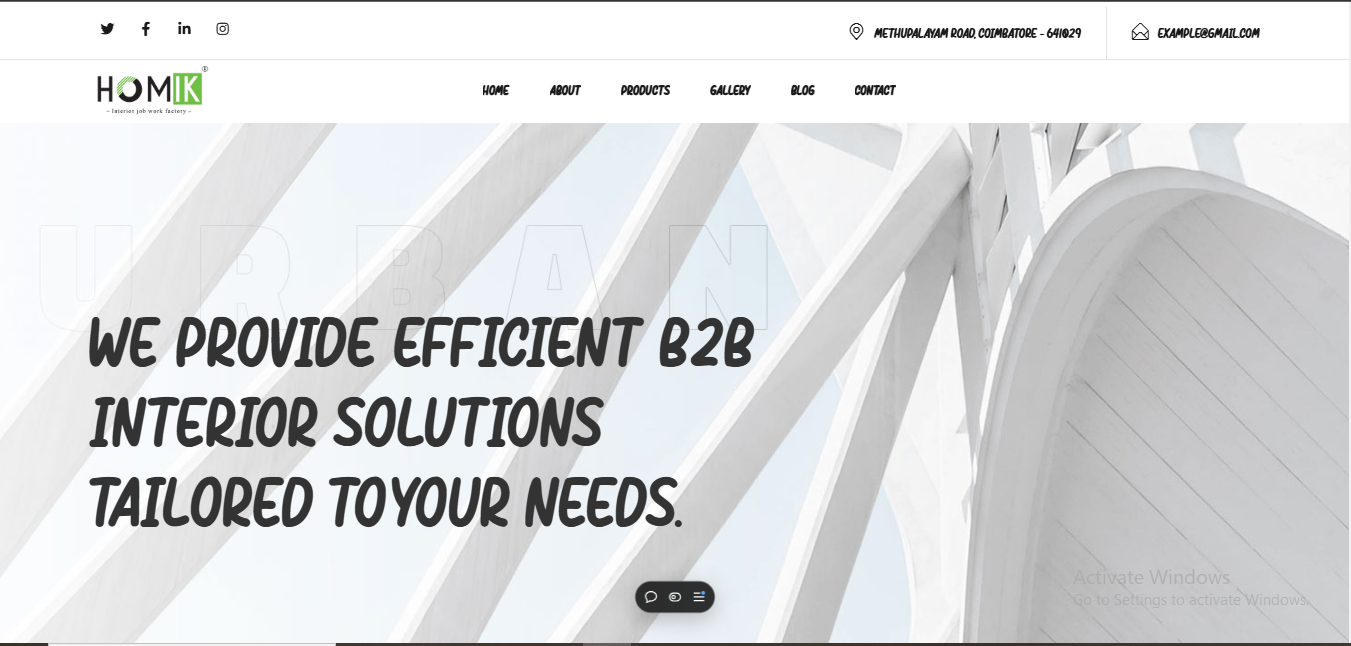 METHUPALAYAM ROAD, COIMBATORE - 641029
EXAMPLE@GMAIL.COM
HOMIK®
- Interior job work factory -
HOME
ABOUT
PRODUCTS
GALLERY
BLOG
CONTACT
URBAN
WE PROVIDE EFFICIENT B2B
INTERIOR SOLUTIONS
TAILORED TOYOUR NEEDS.
Activate Windows
Go to Settings to activate Windows.